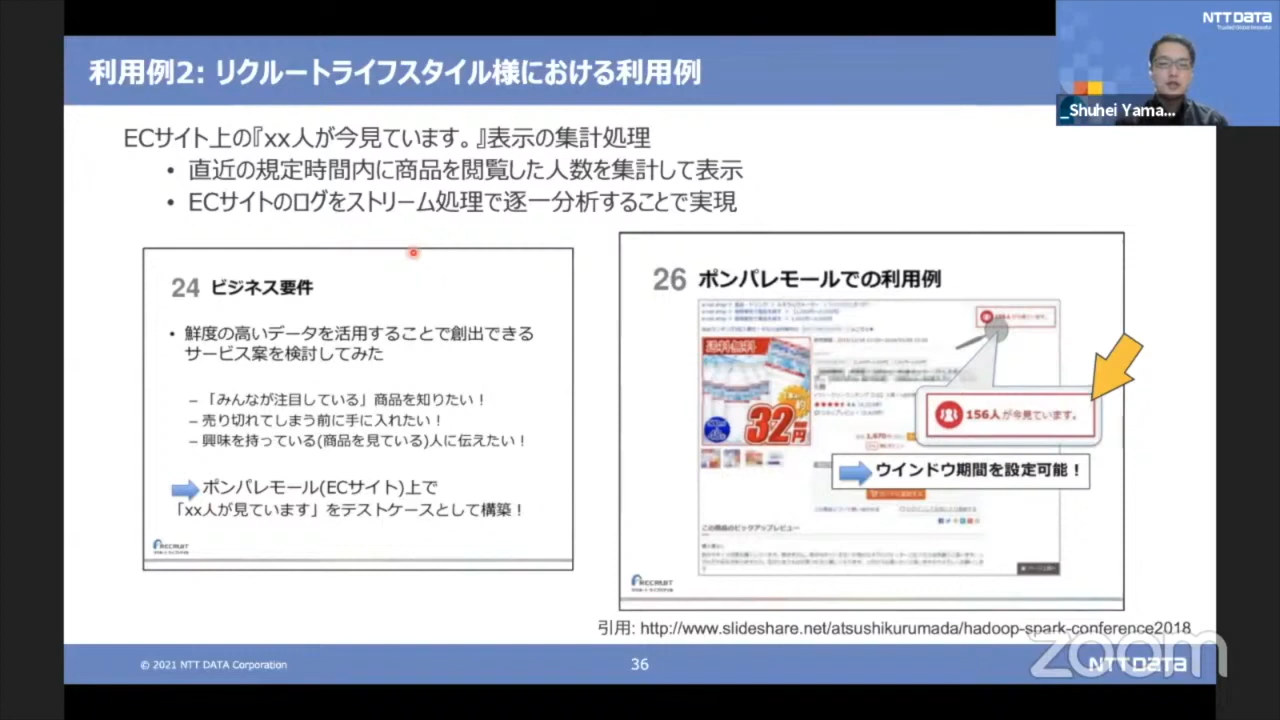 NTT DATA
Trusted Global Innovator
_Shuhei Yama...
利用例2: リクルートライフスタイル様における利用例
ECサイト上の『xx人が今見ています。』表示の集計処理
• 直近の規定時間内に商品を閲覧した人数を集計して表示
• ECサイトのログをストリーム処理で逐一分析することで実現
24 ビジネス要件
• 鮮度の高いデータを活用することで創出できる
サービス案を検討してみた
– 「みんなが注目している」商品を知りたい！
– 売り切れてしまう前に手に入れたい！
– 興味を持っている(商品を見ている)人に伝えたい！
ポンパレモール(ECサイト)上で
「xx人が見ています」をテストケースとして構築！
RECRUIT
26 ポンパレモールでの利用例
送料無料
約
32円
156人が今見ています。
ウインドウ期間を設定可能！
この商品のピックアップレビュー
RECRUIT
引用: http://www.slideshare.net/atsushikurumada/hadoop-spark-conference2018
© 2021 NTT DATA Corporation
36
NTT DATA
zoom